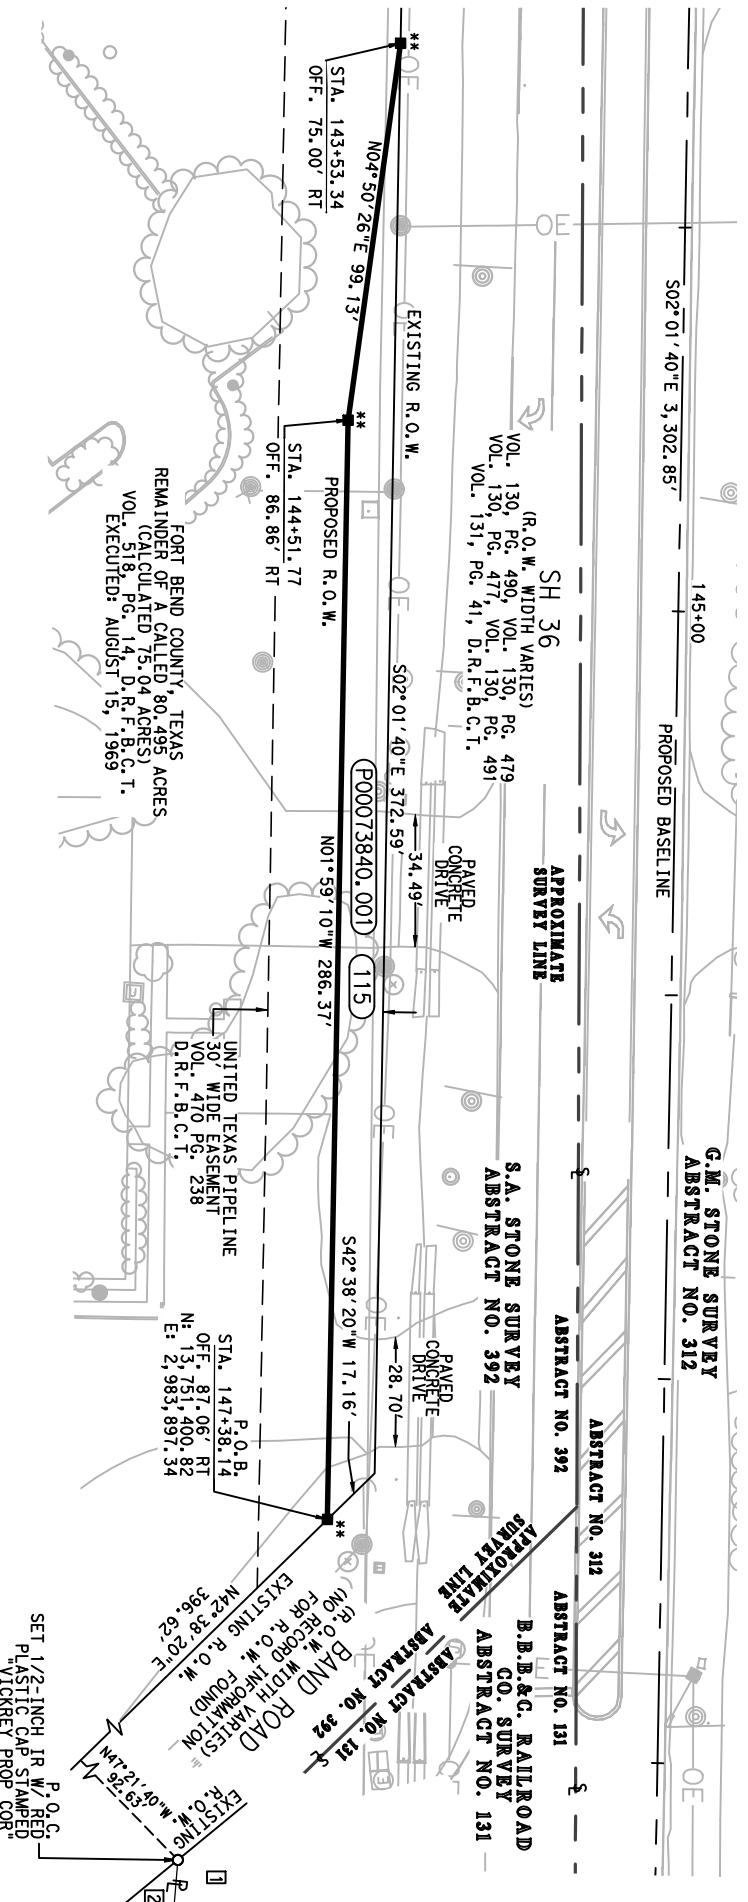 **
STA. 143+53.34
OFF. 75.00' RT
N04°50'26"E 99.13'
OE
OE
OE
S02°01'40"E 3,302.85'
EXISTING R.O.W.
**
STA. 144+51.77
OFF. 86.86' RT
PROPOSED R.O.W.
SH 36
(R.O.W. WIDTH VARIES)
VOL. 130, PG. 490, VOL. 130, PG. 479
VOL. 130, PG. 477, VOL. 130, PG. 491
VOL. 131, PG. 41, D.R.F.B.C.T.
145+00
PROPOSED BASELINE
FORT BEND COUNTY, TEXAS
REMAINDER OF A CALLED 80.495 ACRES
(CALCULATED 75.04 ACRES)
VOL. 518, PG. 14, D.R.F.B.C.T.
EXECUTED: AUGUST 15, 1969
OE
S02°01'40"E 372.59'
P00073840.001
115
N01°59'10"W 286.37'
34.49'
PAVED
CONCRETE
DRIVE
APPROXIMATE
SURVEY LINE
UNITED TEXAS PIPELINE
30' WIDE EASEMENT
VOL. 470 PG. 238
D.R.F.B.C.T.
OE
G.M. STONE SURVEY
ABSTRACT NO. 312
S.A. STONE SURVEY
ABSTRACT NO. 392
S42°38'20"W 17.16'
OE
28.70'
PAVED
CONCRETE
DRIVE
ABSTRACT NO. 392
ABSTRACT NO. 312
P.O.B.
STA. 147+38.14
OFF. 87.06' RT
N: 13,751,400.82
E: 2,983,897.34
**
APPROXIMATE
SURVEY LINE
ABSTRACT NO. 131
B.B.B.&C. RAILROAD
CO. SURVEY
ABSTRACT NO. 131
ABSTRACT NO. 392
ABSTRACT NO. 131
BAND ROAD
(R.O.W. WIDTH VARIES)
(NO RECORD INFORMATION
FOR R.O.W. FOUND)
EXISTING R.O.W.
N42°38'20"E
396.62'
N47°21'40"W
92.63'
EXISTING
R.O.W.
OE
P.O.C.
SET 1/2-INCH IR W/ RED
PLASTIC CAP STAMPED
"VICKREY PROP COR"
1
2